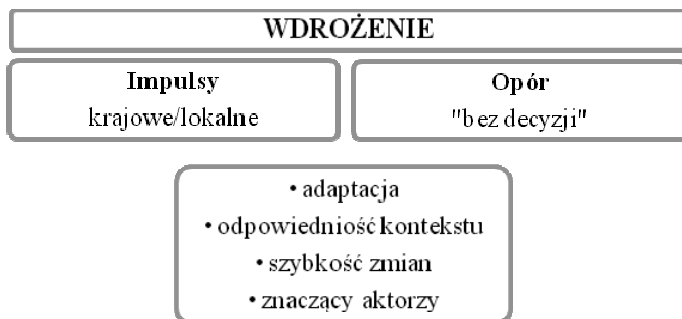 WDROŻENIE
Impulsy
krajowe/lokalne
Opór
"bez decyzji"
• adaptacja
• odpowiedniość kontekstu
• szybkość zmian
• znaczący aktorzy